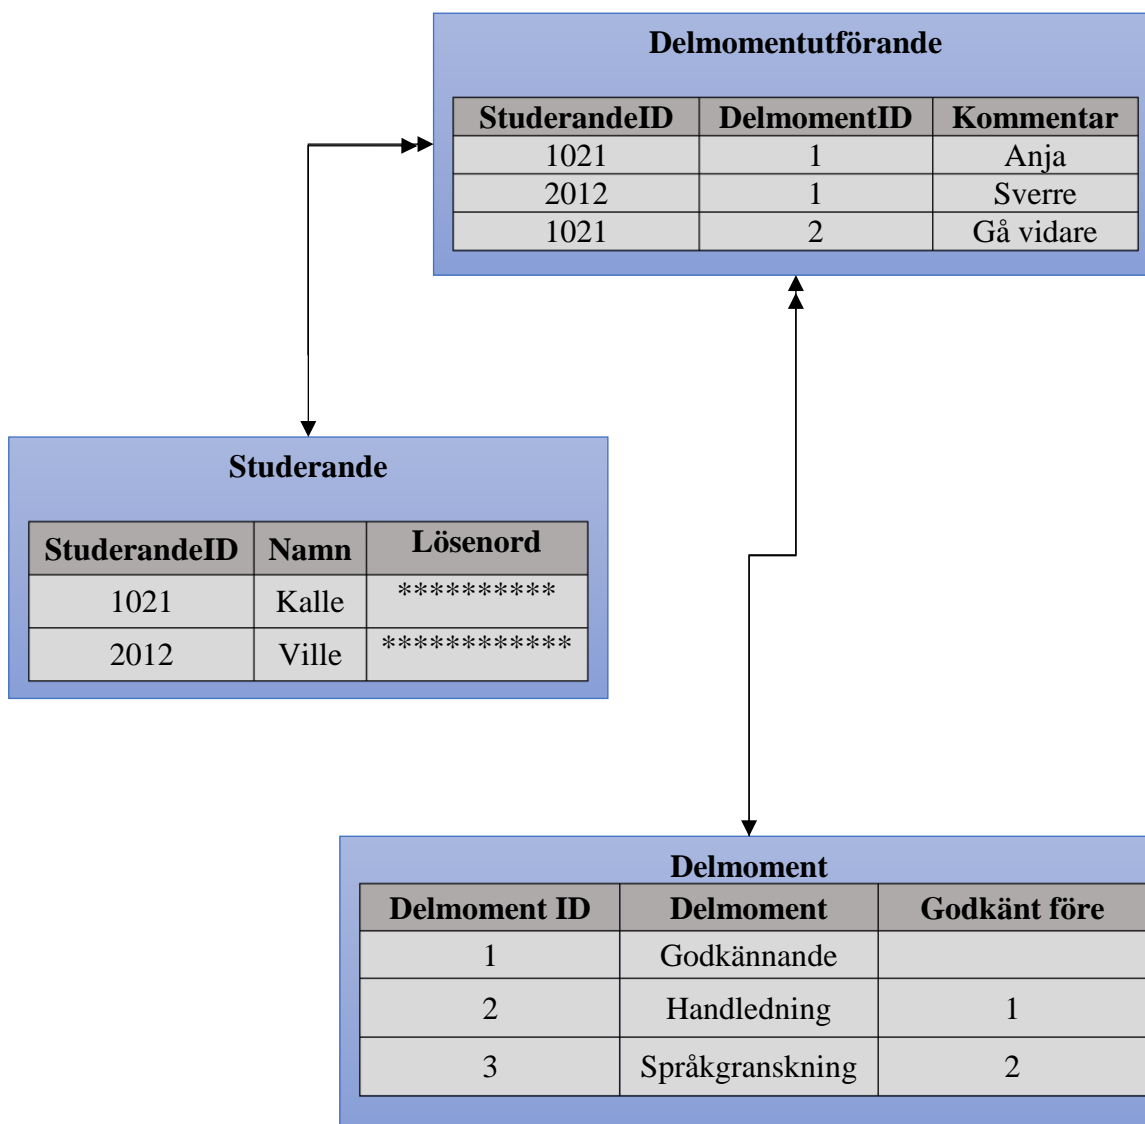 Delmomentutförande
StuderandeID DelmomentID Kommentar
1021 1 Anja
2012 1 Sverre
1021 2 Gå vidare
Studerande
StuderandeID Namn Lösenord
1021 Kalle **********
2012 Ville ************
Delmoment
Delmoment ID Delmoment Godkänt före
1 Godkännande
2 Handledning 1
3 Språkgranskning 2